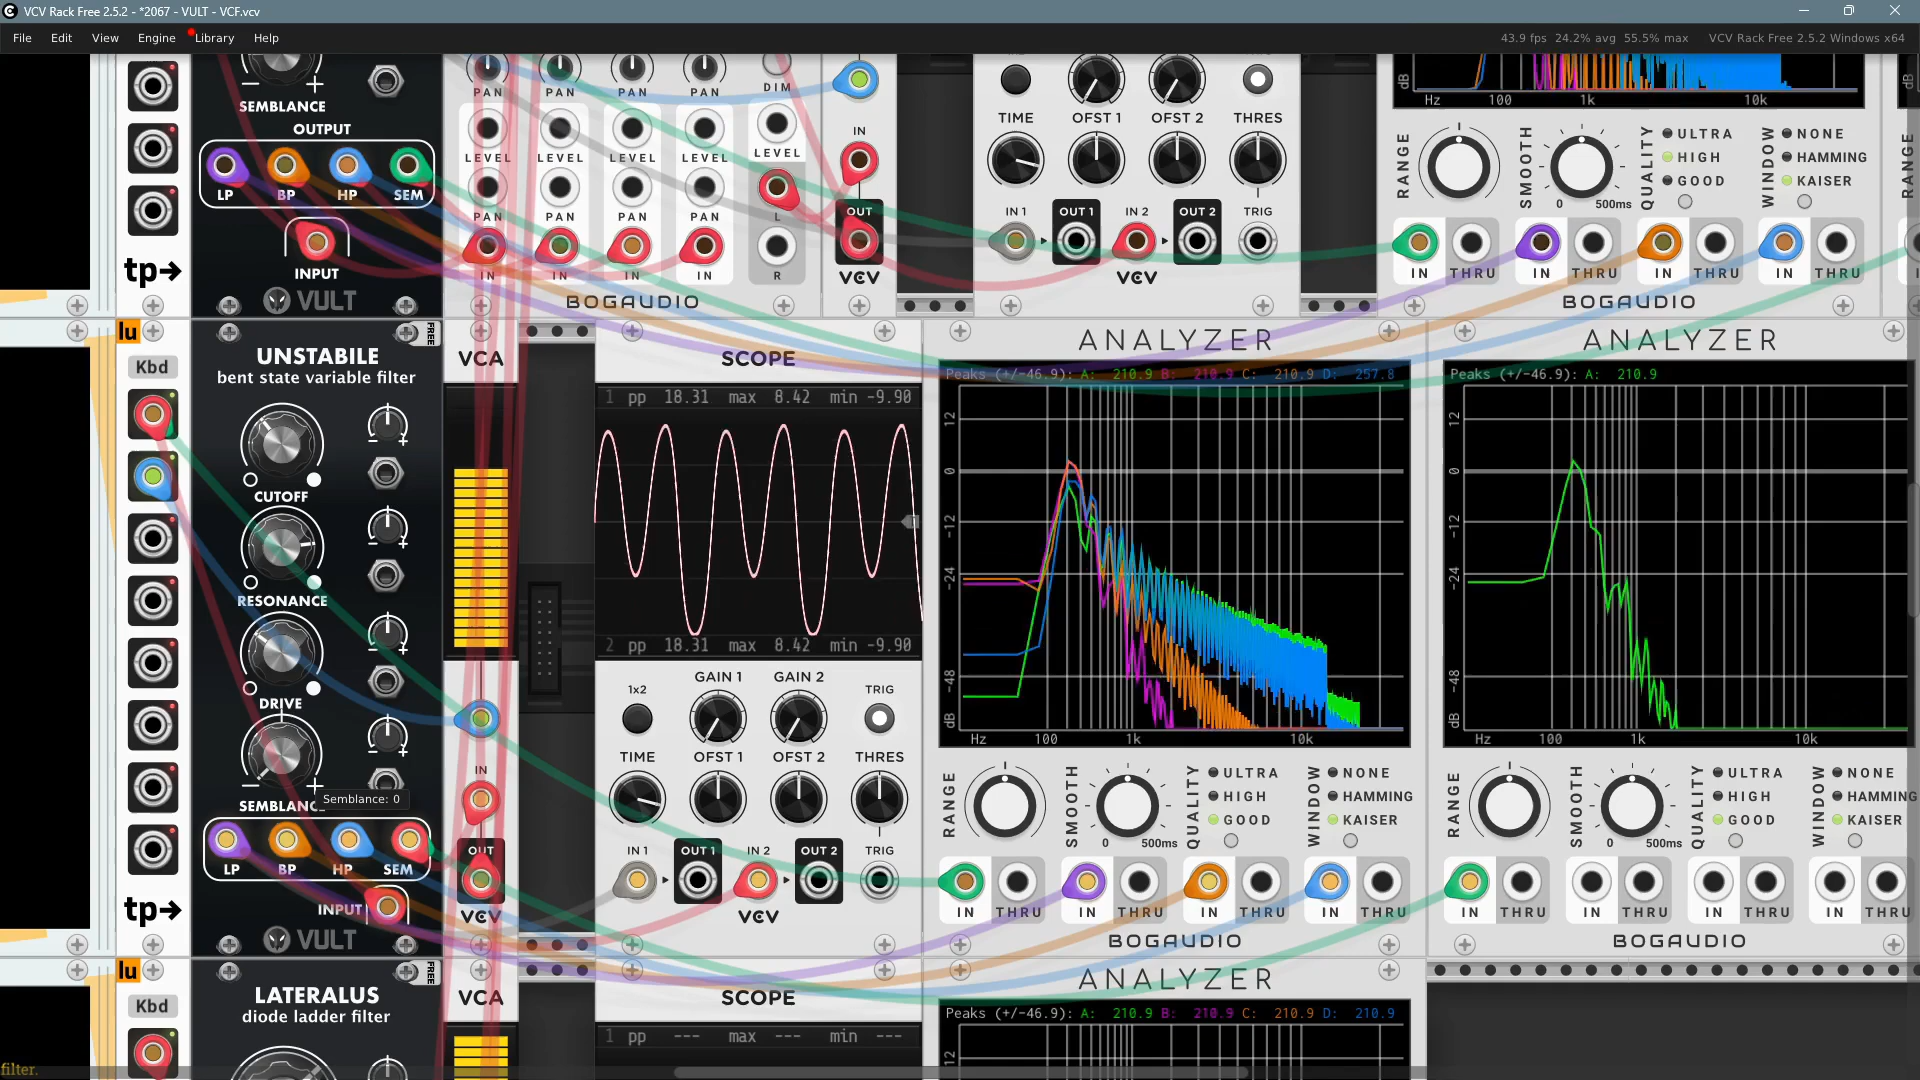 VCV Rack Free 2.5.2 - *2067 - VULT - VCF.vcv
File Edit View Engine Library Help
43.9 fps 24.2% avg 55.5% max VCV Rack Free 2.5.2 Windows x64
SEMBLANCE
OUTPUT
LP BP HP SEM
INPUT
VULT
tp
PAN PAN PAN PAN DIM
LEVEL LEVEL LEVEL LEVEL LEVEL
PAN PAN PAN PAN L
IN IN IN IN R
BOGAUDIO
IN
OUT
VCV
TIME OFST 1 OFST 2 THRES
IN 1 OUT 1 IN 2 OUT 2 TRIG
VCV
dB
Hz 100 1k 10k
dB
RANGE SMOOTH 0 500ms QUALITY ULTRA HIGH GOOD WINDOW NONE HAMMING KAISER RANGE
IN THRU IN THRU IN THRU IN THRU IN
BOGAUDIO
lu
Kbd
tp
UNSTABILE
bent state variable filter
FREE
CUTOFF
RESONANCE
DRIVE
SEMBLANC
Semblance: 0
LP BP HP SEM
INPUT
VULT
VCA
IN
OUT
VCV
SCOPE
1 pp 18.31 max 8.42 min -9.90
2 pp 18.31 max 8.42 min -9.90
1x2 GAIN 1 GAIN 2 TRIG
TIME OFST 1 OFST 2 THRES
IN 1 OUT 1 IN 2 OUT 2 TRIG
VCV
ANALYZER
Peaks (+/-46.9): A: 210.9 B: 210.9 C: 210.9 D: 257.8
12
0
-12
-24
-48
dB
Hz 100 1k 10k
RANGE SMOOTH 0 500ms QUALITY ULTRA HIGH GOOD WINDOW NONE HAMMING KAISER
IN THRU IN THRU IN THRU IN THRU
BOGAUDIO
ANALYZER
Peaks (+/-46.9): A: 210.9
12
0
-12
-24
-48
dB
Hz 100 1k 10k
RANGE SMOOTH 0 500ms QUALITY ULTRA HIGH GOOD WINDOW NONE HAMMING KAISER
IN THRU IN THRU IN THRU IN THRU
BOGAUDIO
lu
Kbd
LATERALUS
diode ladder filter
FREE
VCA
SCOPE
1 pp --- max --- min ---
ANALYZER
Peaks (+/-46.9): A: 210.9 B: 210.9 C: 210.9 D: 210.9
12
filter.